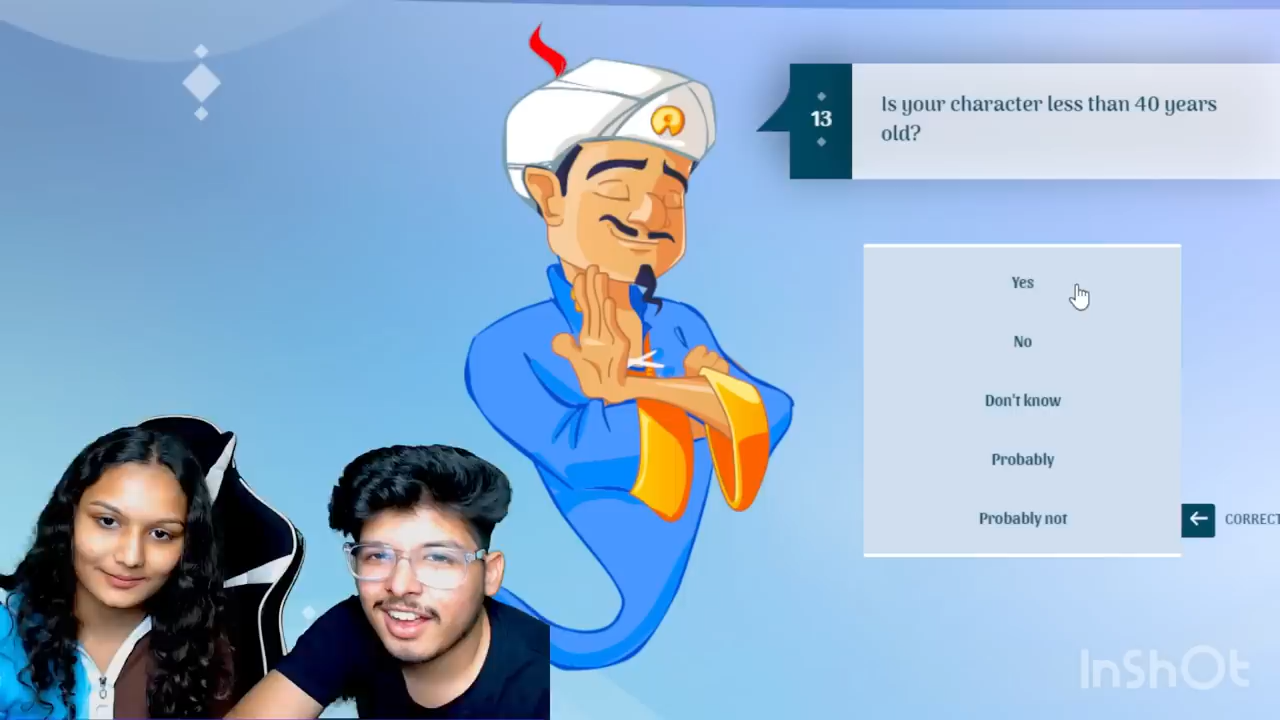 13
Is your character less than 40 years
old?
Yes
No
Don't know
Probably
Probably not
CORRECT
InShOt